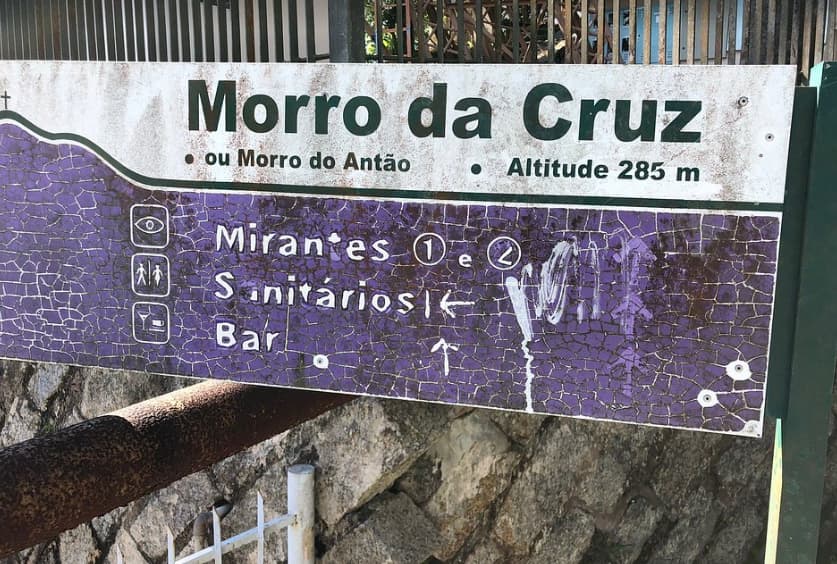 Morro da Cruz
• ou Morro do Antão • Altitude 285 m
Mirantes 1 e 2
Sanitários
Bar